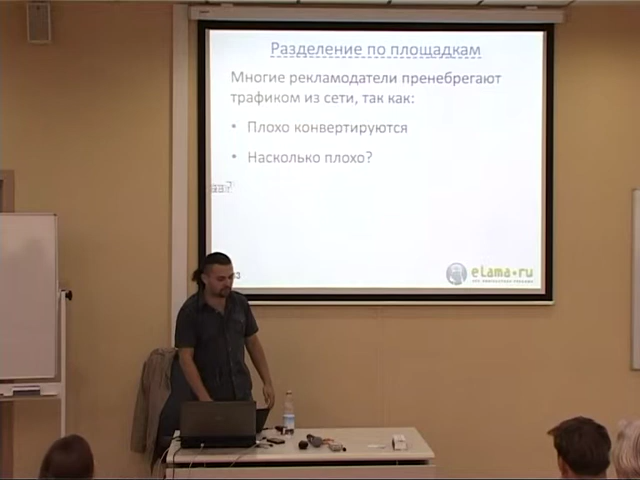 Разделение по площадкам
Многие рекламодатели пренебрегают
трафиком из сети, так как:
• Плохо конвертируются
• Насколько плохо?
elama.ru